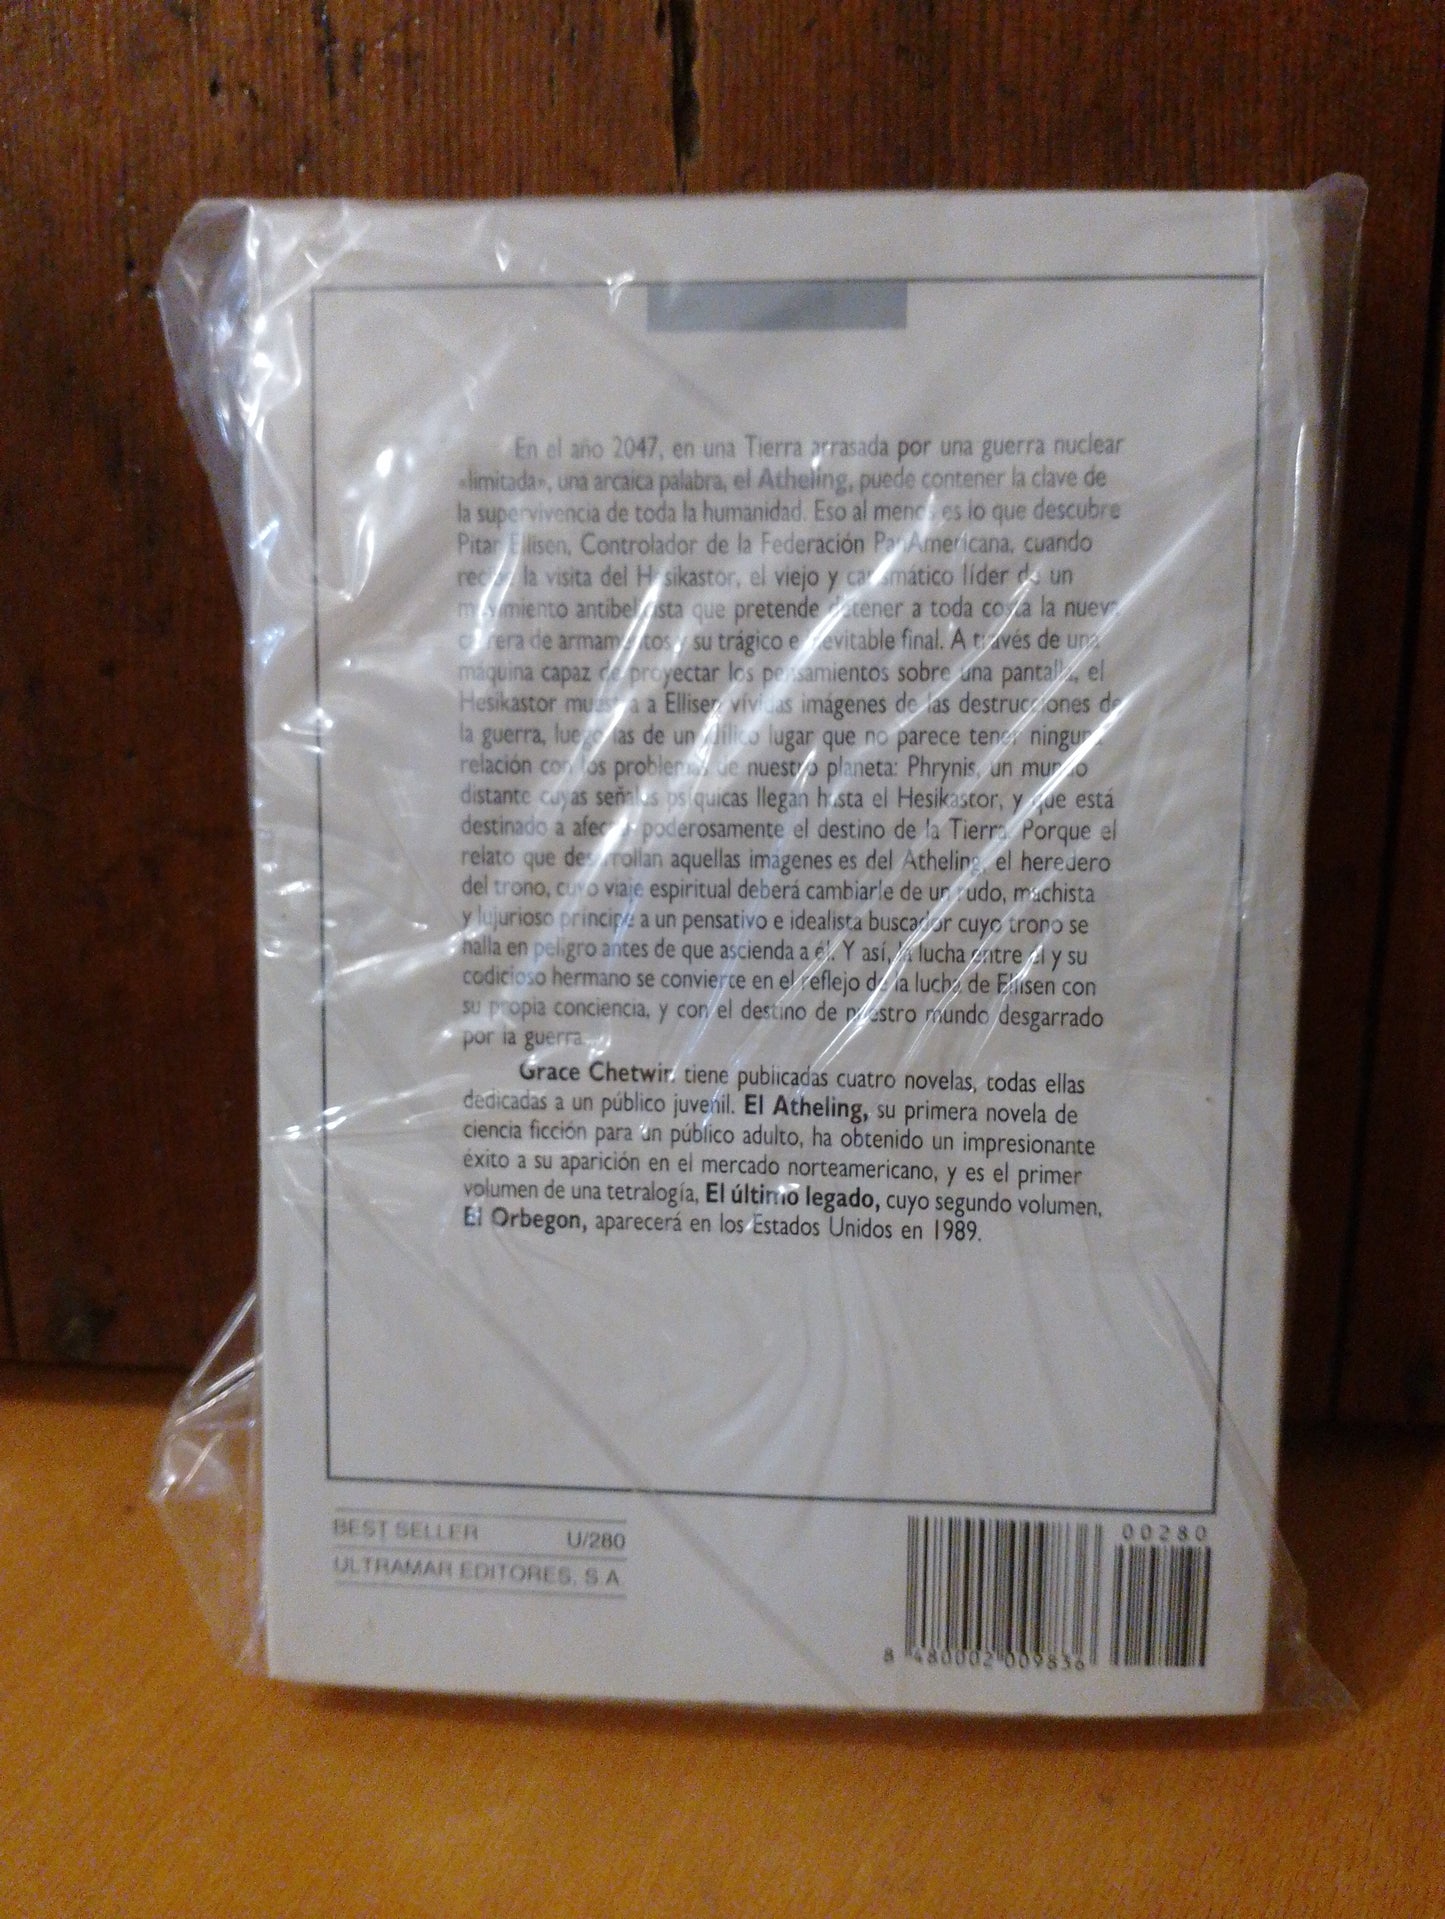 En el año 2047, en una Tierra arrasada por una guerra nuclear
«limitada», una arcaica palabra, el Atheling, puede contener la clave de
la supervivencia de toda la humanidad. Eso al menos es lo que descubre
Pitar Ellisen, Controlador de la Federación PanAmericana, cuando
recibe la visita del Hesikastor, el viejo y carismático líder de un
movimiento antibelicista que pretende detener a toda costa la nueva
carrera de armamentos y su trágico e inevitable final. A través de una
máquina capaz de proyectar los pensamientos sobre una pantalla, el
Hesikastor muestra a Ellisen vívidas imágenes de las destrucciones de
la guerra, luego las de un idílico lugar que no parece tener ninguna
relación con los problemas de nuestro planeta: Phrynis, un mundo
distante cuyas señales psíquicas llegan hasta el Hesikastor, y que está
destinado a afectar poderosamente el destino de la Tierra. Porque el
relato que desarrollan aquellas imágenes es del Atheling, el heredero
del trono, cuyo viaje espiritual deberá cambiarle de un rudo, machista
y lujurioso príncipe a un pensativo e idealista buscador cuyo trono se
halla en peligro antes de que ascienda a él. Y así, la lucha entre él y su
codicioso hermano se convierte en el reflejo de la lucha de Ellisen con
su propia conciencia, y con el destino de nuestro mundo desgarrado
por la guerra...
Grace Chetwin tiene publicadas cuatro novelas, todas ellas
dedicadas a un público juvenil. El Atheling, su primera novela de
ciencia ficción para un público adulto, ha obtenido un impresionante
éxito a su aparición en el mercado norteamericano, y es el primer
volumen de una tetralogía, El último legado, cuyo segundo volumen,
El Orbegon, aparecerá en los Estados Unidos en 1989.
BEST SELLER U/280
ULTRAMAR EDITORES, S A
00280
8 480002 009836